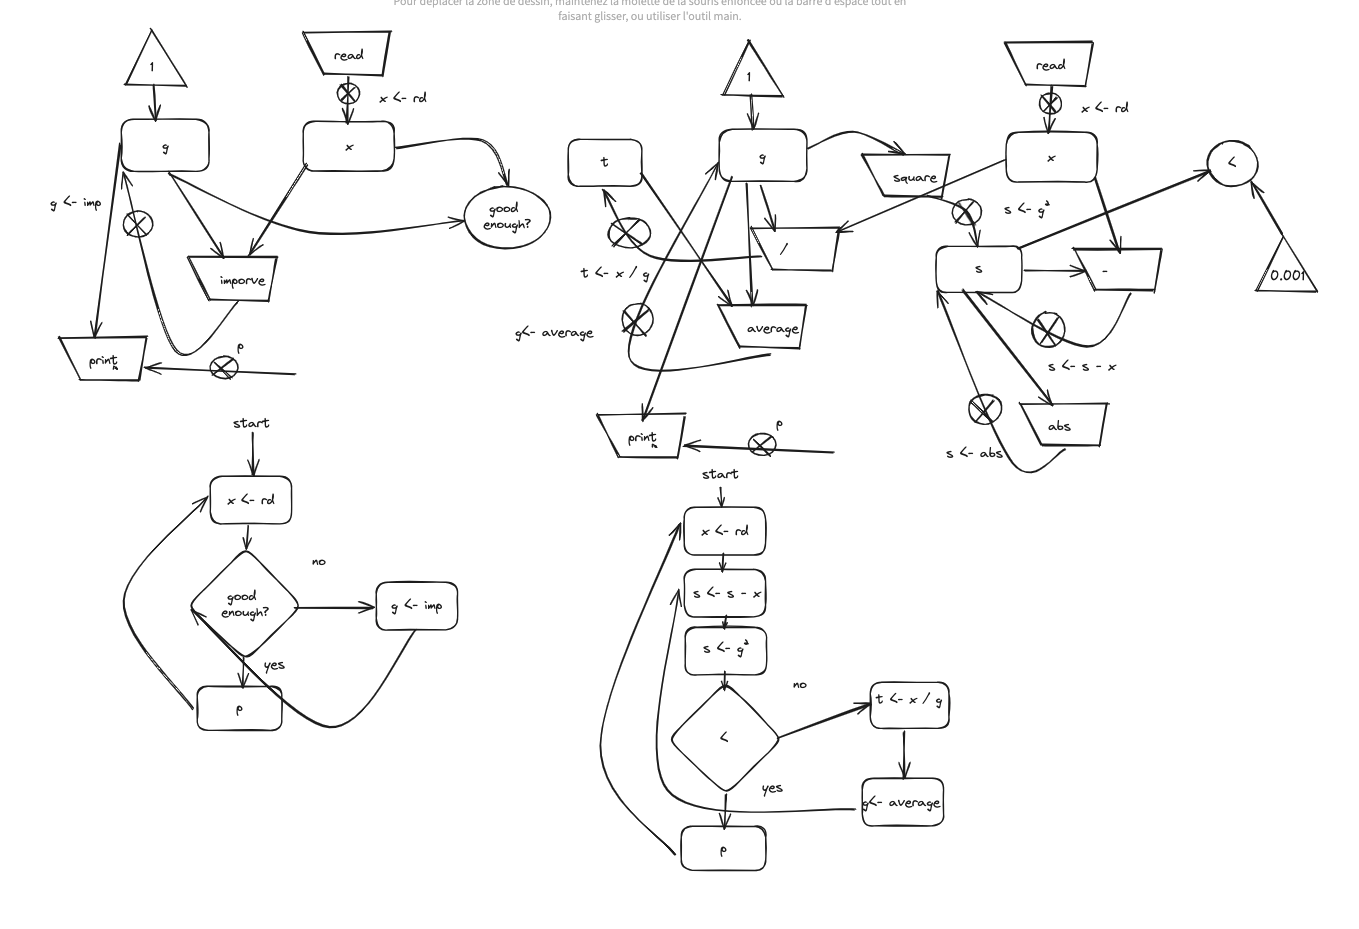 Pour déplacer la zone de dessin, maintenez la molette de la souris enfoncée ou la barre d'espace tout en
faisant glisser, ou utiliser l'outil main.
1
read
x <- rd
g
x
g <- imp
good
enough?
imporve
print
p
start
x <- rd
no
good
enough?
g <- imp
yes
p
1
read
x <- rd
t
g
square
x
<
s <- g²
/
s
-
0.001
t <- x / g
g<- average
average
s <- s - x
print
p
abs
s <- abs
start
x <- rd
s <- s - x
s <- g²
no
<
t <- x / g
yes
g<- average
p